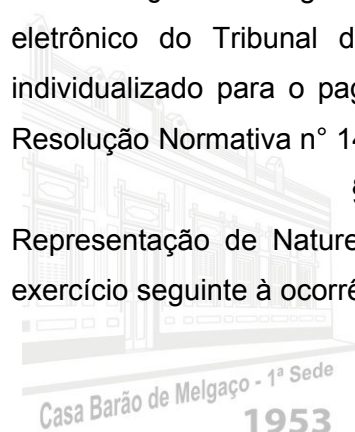 eletrônico do Tribunal d
individualizado para o pag
Resolução Normativa n° 14
Representação de Nature
exercício seguinte à ocorrê
Casa Barão de Melgaço - 1ª Sede
1953